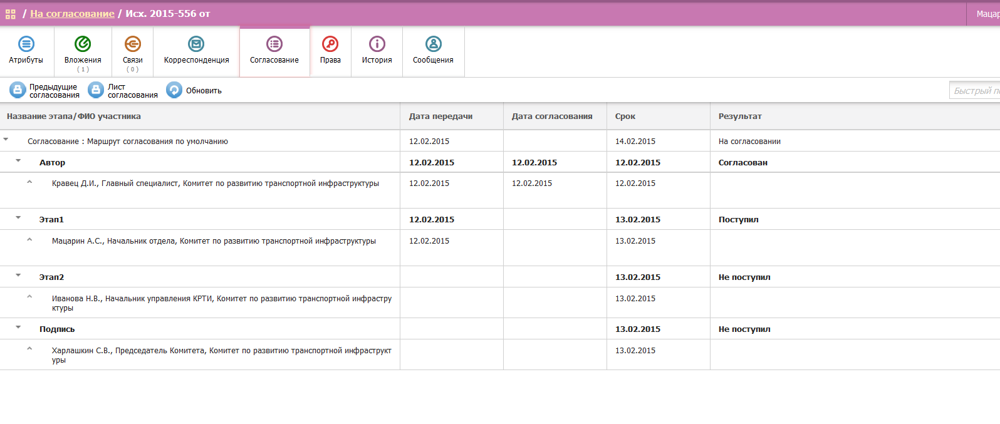 / На согласование / Исх. 2015-556 от
Мацар
Атрибуты
Вложения
( 1 )
Связи
( 0 )
Корреспонденция
Согласование
Права
История
Сообщения
Предыдущие
согласования
Лист
согласования
Обновить
Быстрый по
Название этапа/ФИО участника Дата передачи Дата согласования Срок Результат
Согласование : Маршрут согласования по умолчанию 12.02.2015 14.02.2015 На согласовании
Автор 12.02.2015 12.02.2015 12.02.2015 Согласован
Кравец Д.И., Главный специалист, Комитет по развитию транспортной инфраструктуры 12.02.2015 12.02.2015 12.02.2015
Этап1 12.02.2015 13.02.2015 Поступил
Мацарин А.С., Начальник отдела, Комитет по развитию транспортной инфраструктуры 12.02.2015 13.02.2015
Этап2 13.02.2015 Не поступил
Иванова Н.В., Начальник управления КРТИ, Комитет по развитию транспортной инфрастру 13.02.2015
ктуры
Подпись 13.02.2015 Не поступил
Харлашкин С.В., Председатель Комитета, Комитет по развитию транспортной инфраструкт 13.02.2015
уры